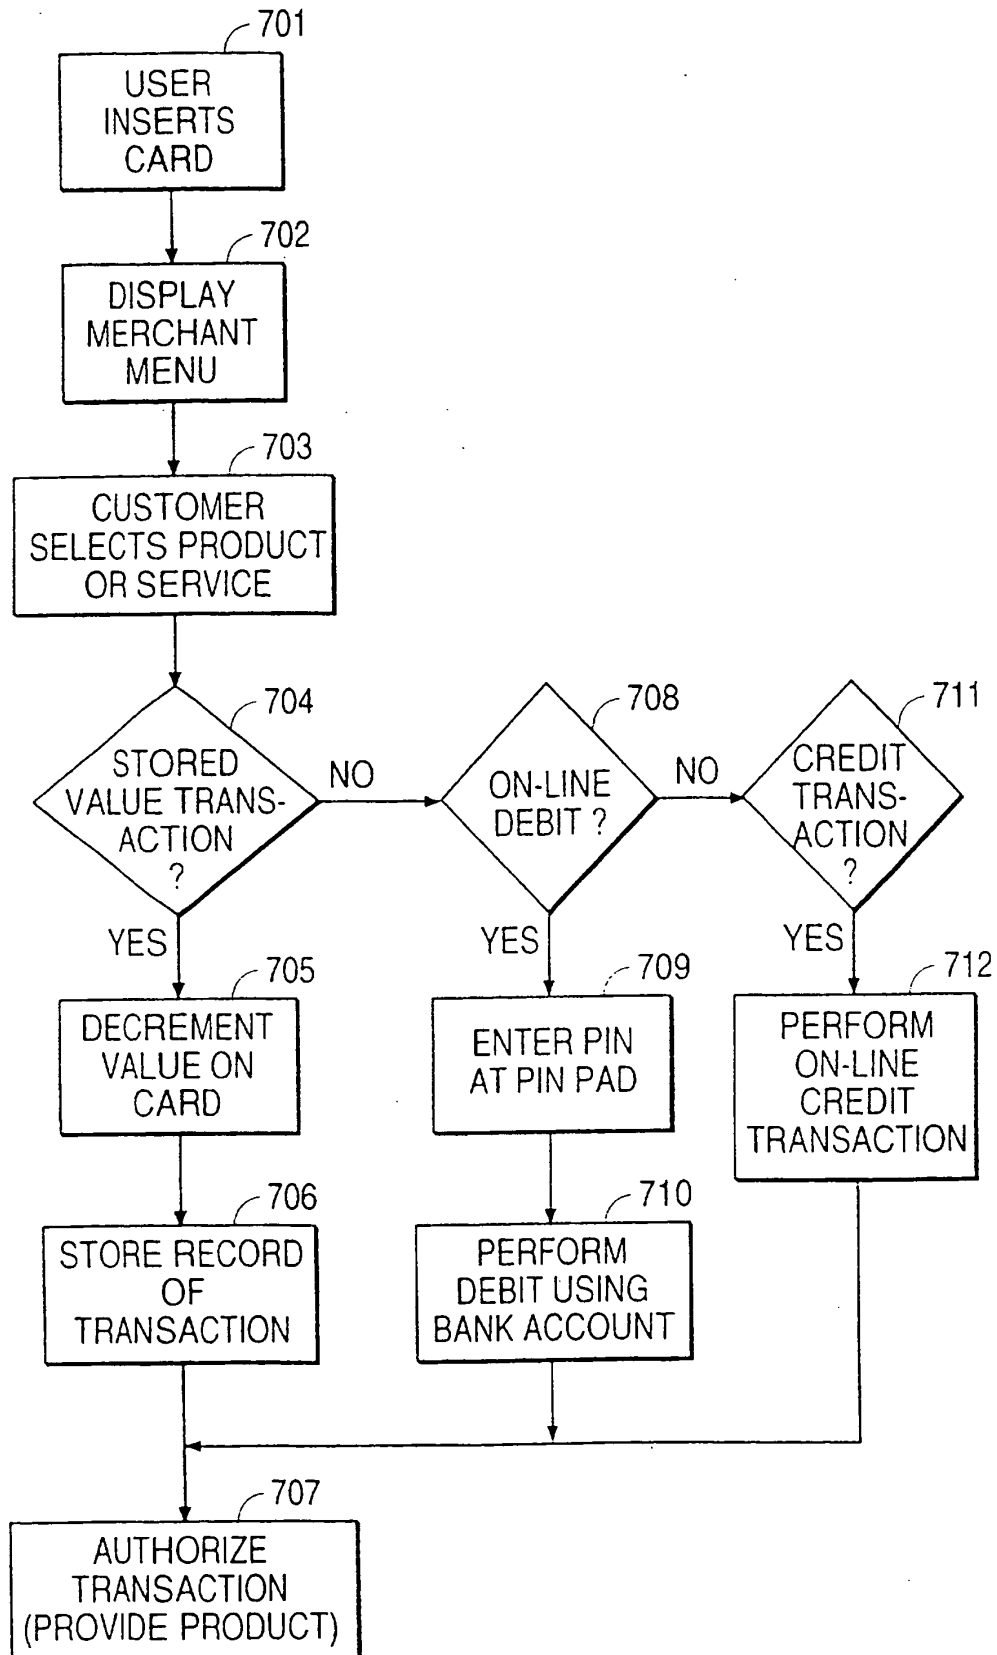 701
USER
INSERTS
CARD
702
DISPLAY
MERCHANT
MENU
703
CUSTOMER
SELECTS PRODUCT
OR SERVICE
704
STORED
VALUE TRANS-
ACTION
?
NO
708
ON-LINE
DEBIT ?
NO
711
CREDIT
TRANS-
ACTION
?
YES
705
DECREMENT
VALUE ON
CARD
706
STORE RECORD
OF
TRANSACTION
YES
709
ENTER PIN
AT PIN PAD
710
PERFORM
DEBIT USING
BANK ACCOUNT
YES
712
PERFORM
ON-LINE
CREDIT
TRANSACTION
707
AUTHORIZE
TRANSACTION
(PROVIDE PRODUCT)